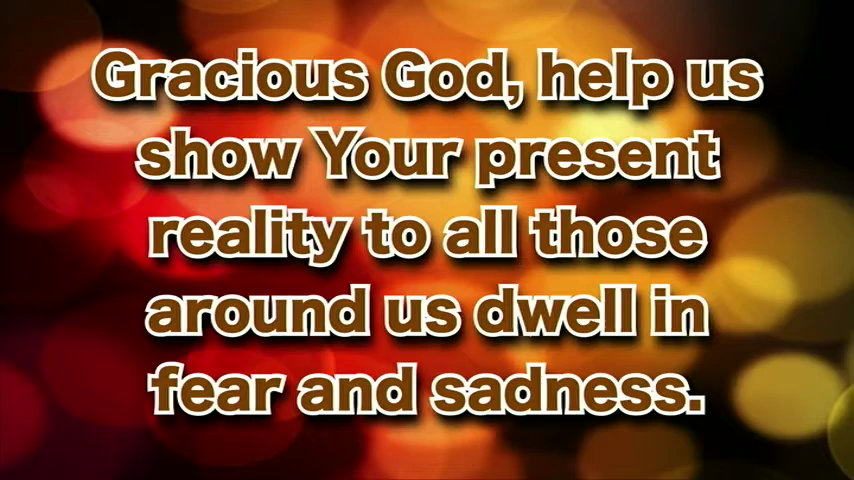 Gracious God, help us
show Your present
reality to all those
around us dwell in
fear and sadness.